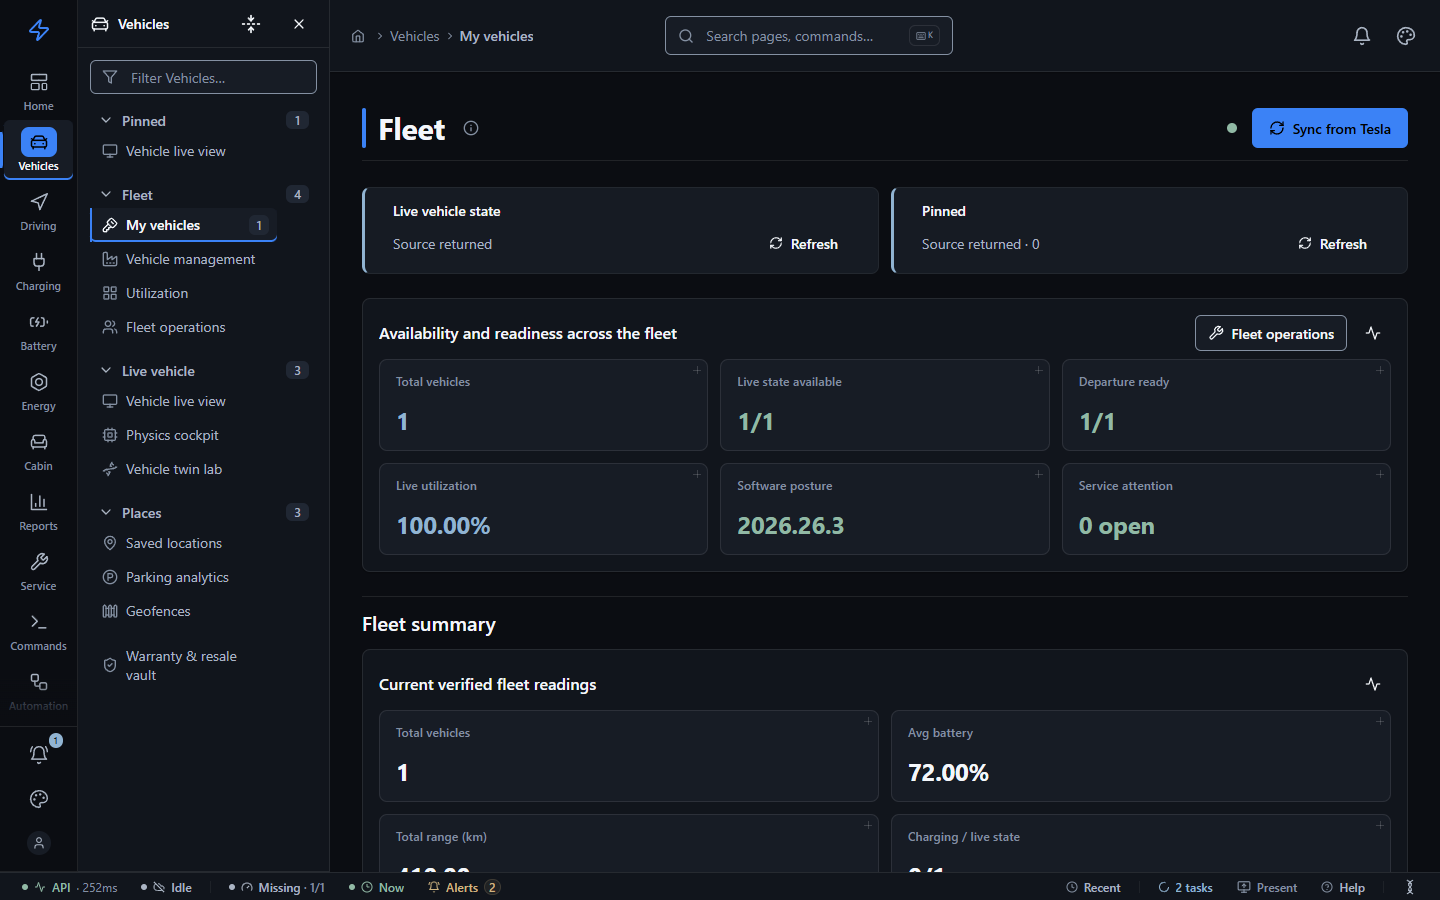 Home
Vehicles
Driving
Charging
Battery
Energy
Cabin
Reports
Service
Commands
Automation
1
Vehicles
Filter Vehicles...
Pinned 1
Vehicle live view
Fleet 4
My vehicles 1
Vehicle management
Utilization
Fleet operations
Live vehicle 3
Vehicle live view
Physics cockpit
Vehicle twin lab
Places 3
Saved locations
Parking analytics
Geofences
Warranty & resale
vault
Vehicles > My vehicles
Search pages, commands... K
Fleet
Sync from Tesla
Live vehicle state
Source returned Refresh
Pinned
Source returned · 0 Refresh
Availability and readiness across the fleet Fleet operations
Total vehicles
1
Live state available
1/1
Departure ready
1/1
Live utilization
100.00%
Software posture
2026.26.3
Service attention
0 open
Fleet summary
Current verified fleet readings
Total vehicles
1
Avg battery
72.00%
Total range (km)
Charging / live state
API · 252ms Idle Missing · 1/1 Now Alerts 2 Recent 2 tasks Present Help